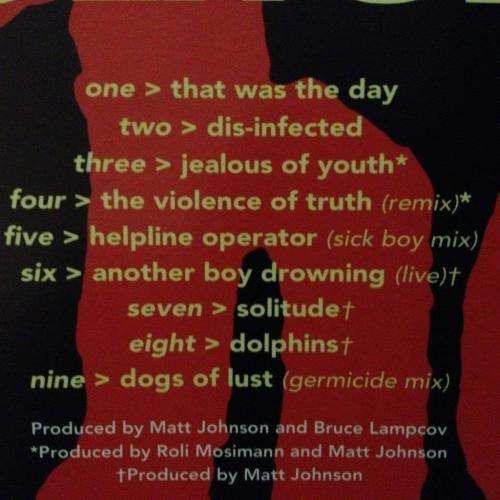 one > that was the day
two > dis-infected
three > jealous of youth*
four > the violence of truth (remix)*
five > helpline operator (sick boy mix)
six > another boy drowning (live)†
seven > solitude†
eight > dolphins†
nine > dogs of lust (germicide mix)
Produced by Matt Johnson and Bruce Lampcov
*Produced by Roli Mosimann and Matt Johnson
†Produced by Matt Johnson